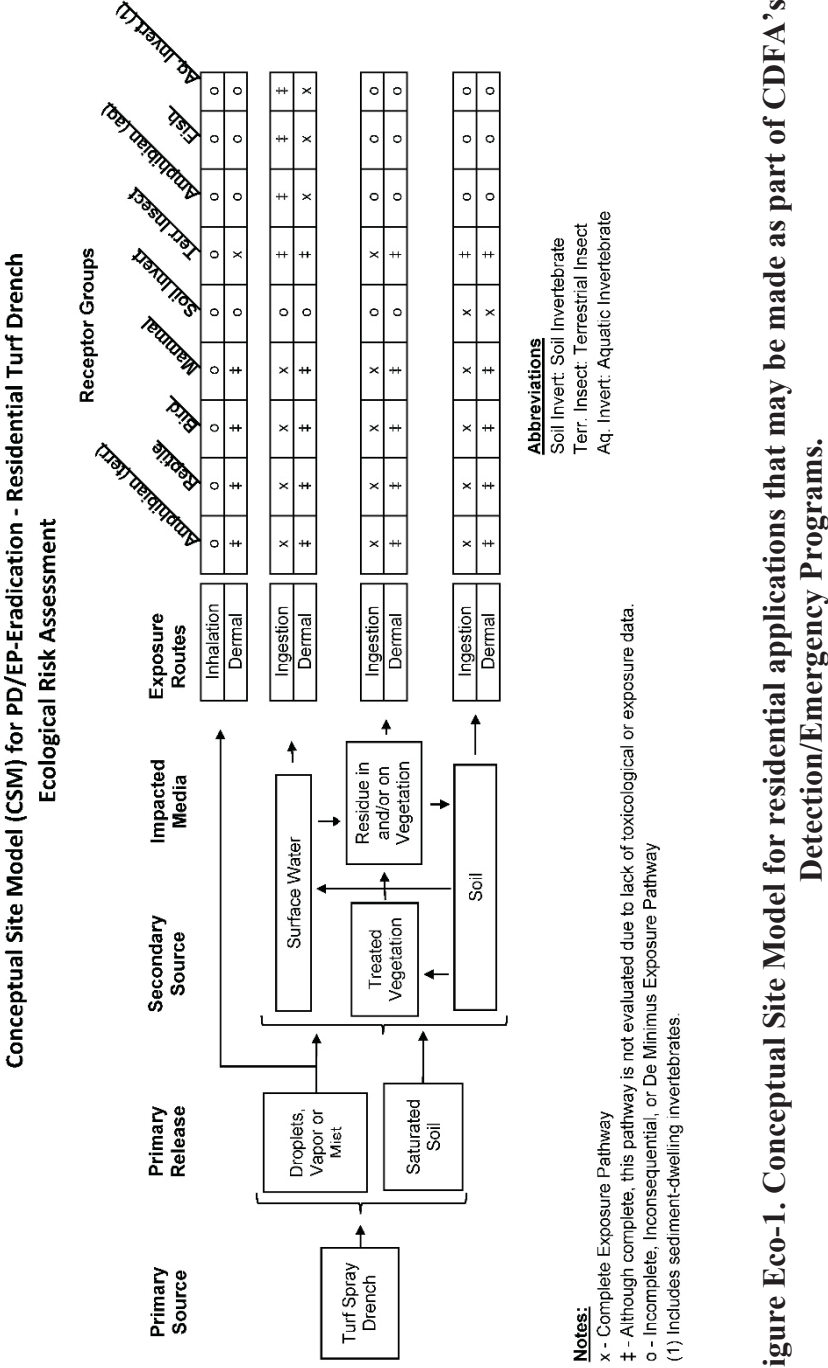 Conceptual Site Model (CSM) for PD/EP-Eradication - Residential Turf Drench
Ecological Risk Assessment
Receptor Groups
Primary Source
Primary Release
Secondary Source
Impacted Media
Exposure Routes
Amphibian (terr)
Reptile
Bird
Mammal
Soil Invert
Terr Insect
Amphibian (aq)
Fish
Aq. Invert (1)
Turf Spray
Drench
Droplets,
Vapor or
Mist
Saturated
Soil
Surface Water
Treated
Vegetation
Residue in
and/or on
Vegetation
Soil
Inhalation o o o o o o o o o
Dermal ‡ ‡ ‡ ‡ o x o o o
Ingestion x x x x o ‡ ‡ ‡ ‡
Dermal ‡ ‡ ‡ ‡ o ‡ x x x
Ingestion x x x x o x o o o
Dermal ‡ ‡ ‡ ‡ o ‡ o o o
Ingestion x x x x x ‡ o o o
Dermal ‡ ‡ ‡ ‡ x ‡ o o o
Notes:
x - Complete Exposure Pathway
‡ - Although complete, this pathway is not evaluated due to lack of toxicological or exposure data.
o - Incomplete, Inconsequential, or De Minimus Exposure Pathway
(1) Includes sediment-dwelling invertebrates.
Abbreviations
Soil Invert: Soil Invertebrate
Terr. Insect: Terrestrial Insect
Aq. Invert: Aquatic Invertebrate
igure Eco-1. Conceptual Site Model for residential applications that may be made as part of CDFA's
Detection/Emergency Programs.